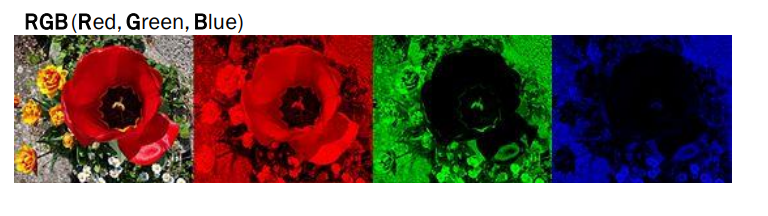 RGB (Red, Green, Blue)